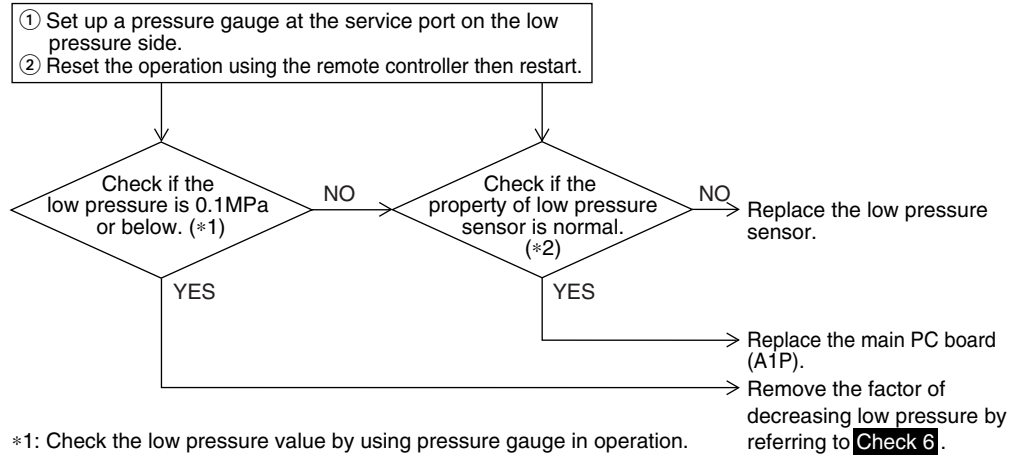 ① Set up a pressure gauge at the service port on the low
pressure side.
② Reset the operation using the remote controller then restart.
Check if the
low pressure is 0.1MPa
or below. (*1)
NO
YES
Check if the
property of low pressure
sensor is normal.
(*2)
NO
Replace the low pressure
sensor.
YES
Replace the main PC board
(A1P).
Remove the factor of
decreasing low pressure by
referring to Check 6.
*1: Check the low pressure value by using pressure gauge in operation.